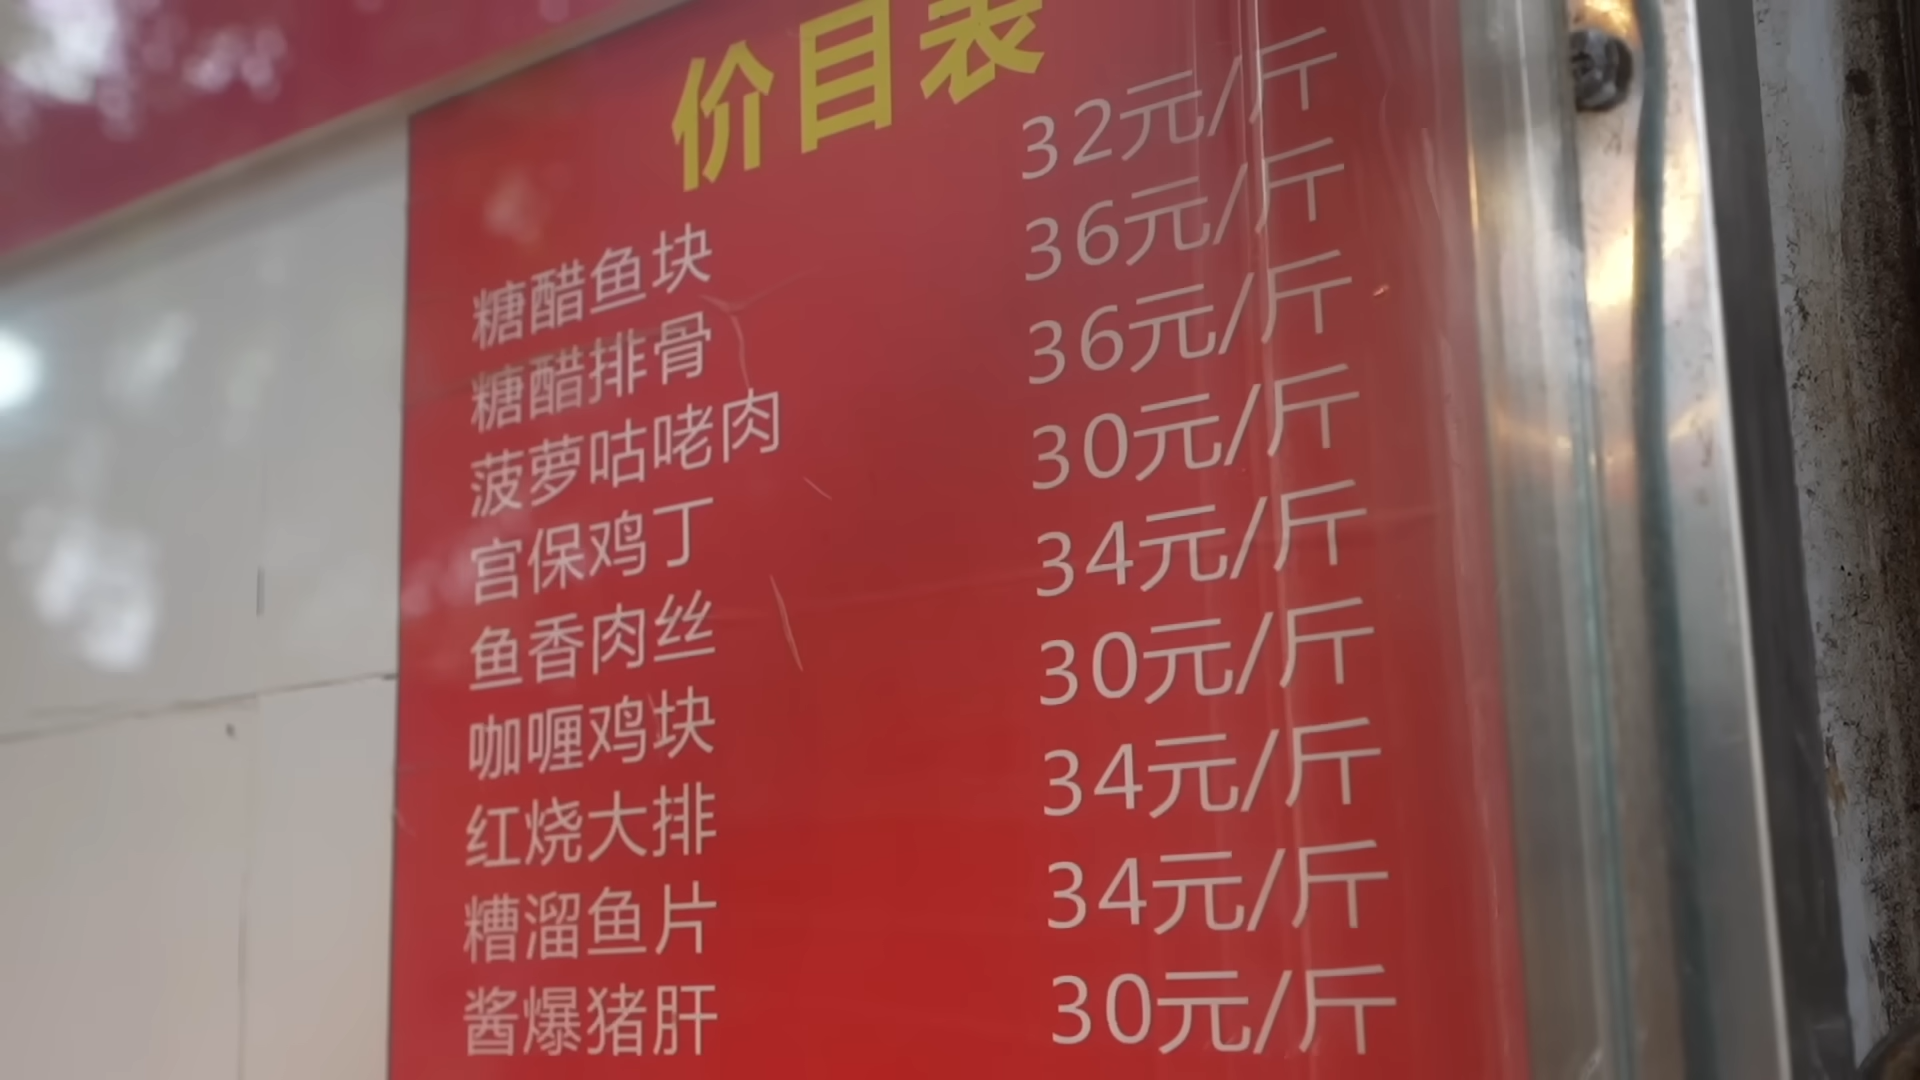 价目表
糖醋鱼块 32元/斤
糖醋排骨 36元/斤
菠萝咕咾肉 36元/斤
宫保鸡丁 30元/斤
鱼香肉丝 34元/斤
咖喱鸡块 30元/斤
红烧大排 34元/斤
糟溜鱼片 34元/斤
酱爆猪肝 30元/斤